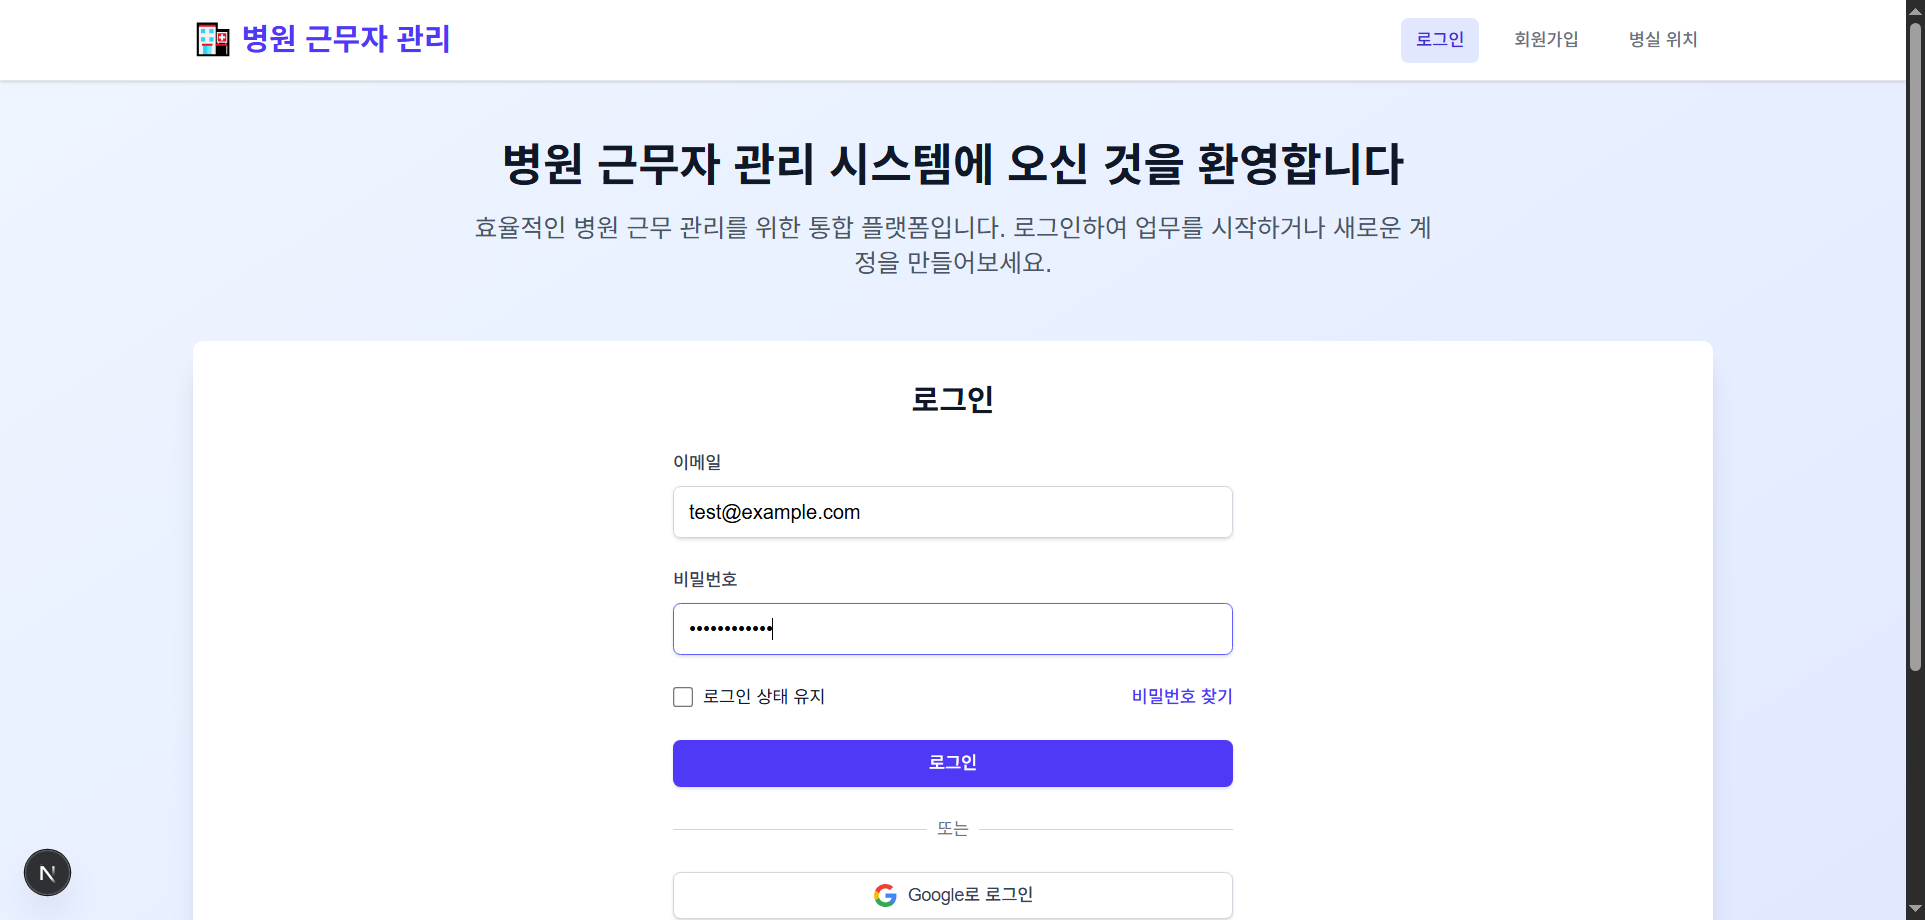 병원 근무자 관리
로그인
회원가입
병실 위치
병원 근무자 관리 시스템에 오신 것을 환영합니다
효율적인 병원 근무 관리를 위한 통합 플랫폼입니다. 로그인하여 업무를 시작하거나 새로운 계
정을 만들어보세요.
로그인
이메일
test@example.com
비밀번호
••••••••••••
로그인 상태 유지
비밀번호 찾기
로그인
또는
Google로 로그인
N